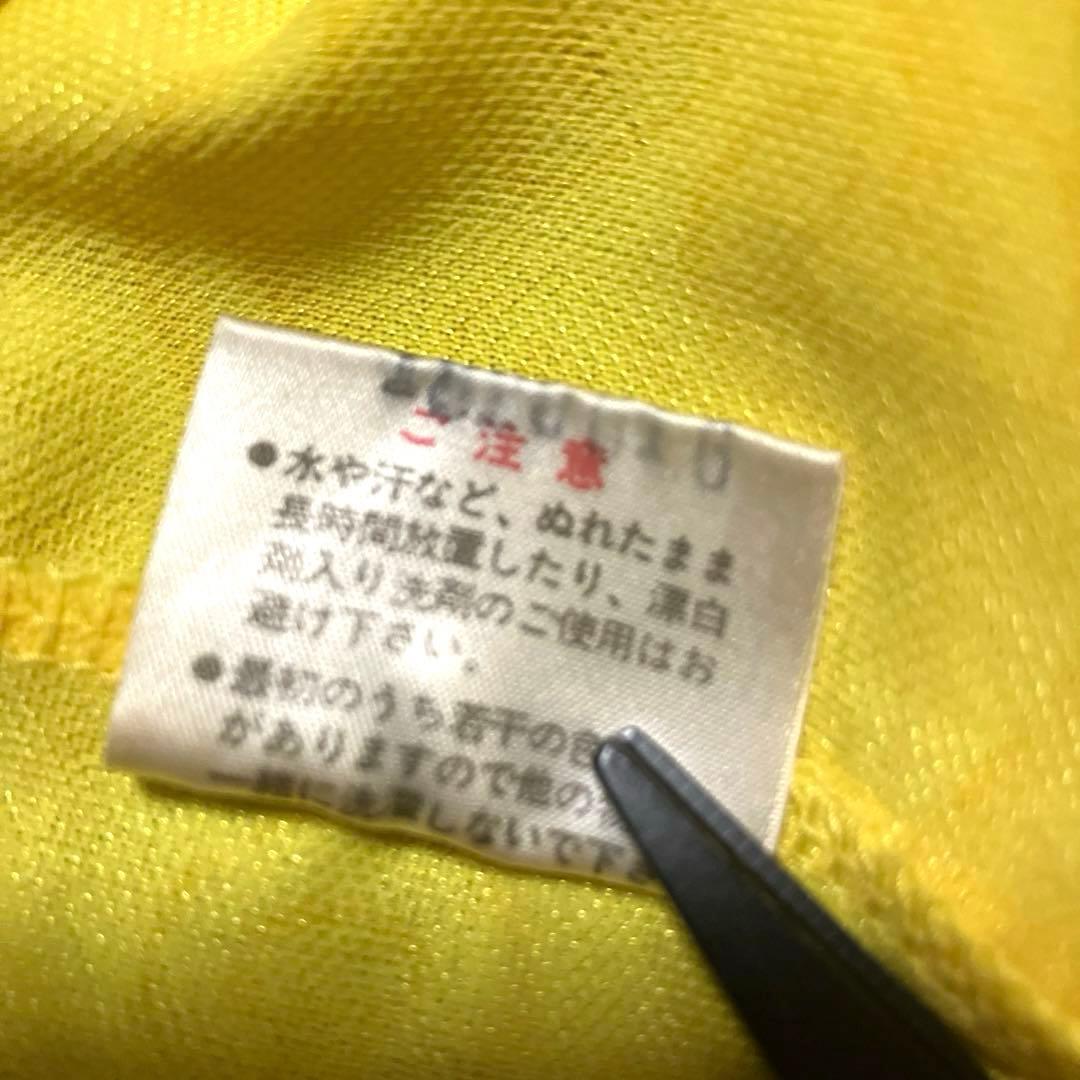 ご注意
●水や汗など、ぬれたまま
長時間放置したり、漂白
剤入り洗剤のご使用はお
避け下さい。
●最初のうち若干の色
がありますので他の
一緒にお洗濯しないで下さ